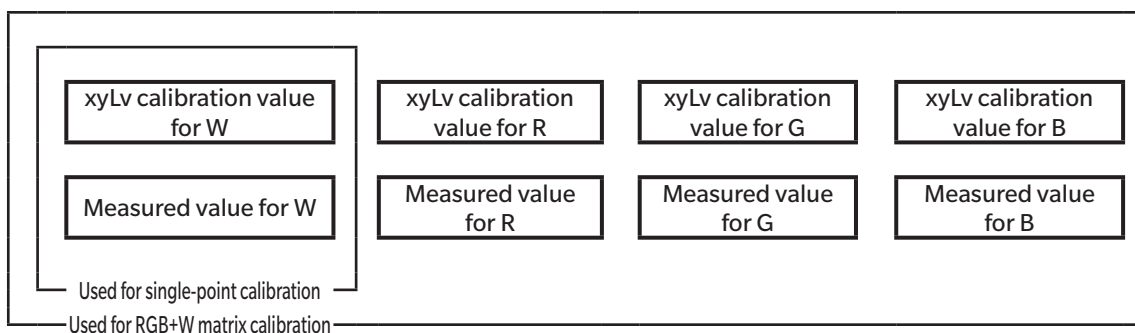 xyLv calibration value
for W
xyLv calibration
value for R
xyLv calibration
value for G
xyLv calibration
value for B
Measured value for W
Measured value
for R
Measured value
for G
Measured value
for B
Used for single-point calibration
Used for RGB+W matrix calibration